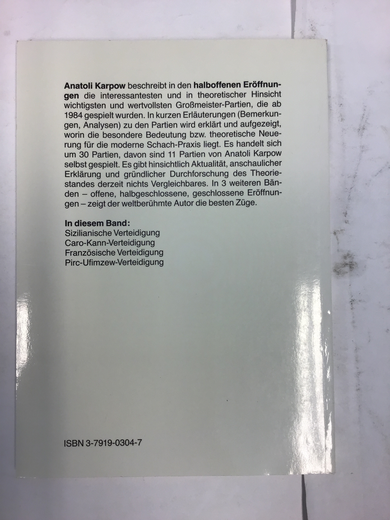 Anatoli Karpow beschreibt in den halboffenen Eröffnun-
gen die interessantesten und in theoretischer Hinsicht
wichtigsten und wertvollsten Großmeister-Partien, die ab
1984 gespielt wurden. In kurzen Erläuterungen (Bemerkun-
gen, Analysen) zu den Partien wird erklärt und aufgezeigt,
worin die besondere Bedeutung bzw. theoretische Neue-
rung für die moderne Schach-Praxis liegt. Es handelt sich
um 30 Partien, davon sind 11 Partien von Anatoli Karpow
selbst gespielt. Es gibt hinsichtlich Aktualität, anschaulicher
Erklärung und gründlicher Durchforschung des Theorie-
standes derzeit nichts Vergleichbares. In 3 weiteren Bän-
den – offene, halbgeschlossene, geschlossene Eröffnun-
gen – zeigt der weltberühmte Autor die besten Züge.
In diesem Band:
Sizilianische Verteidigung
Caro-Kann-Verteidigung
Französische Verteidigung
Pirc-Ufimzew-Verteidigung
ISBN 3-7919-0304-7